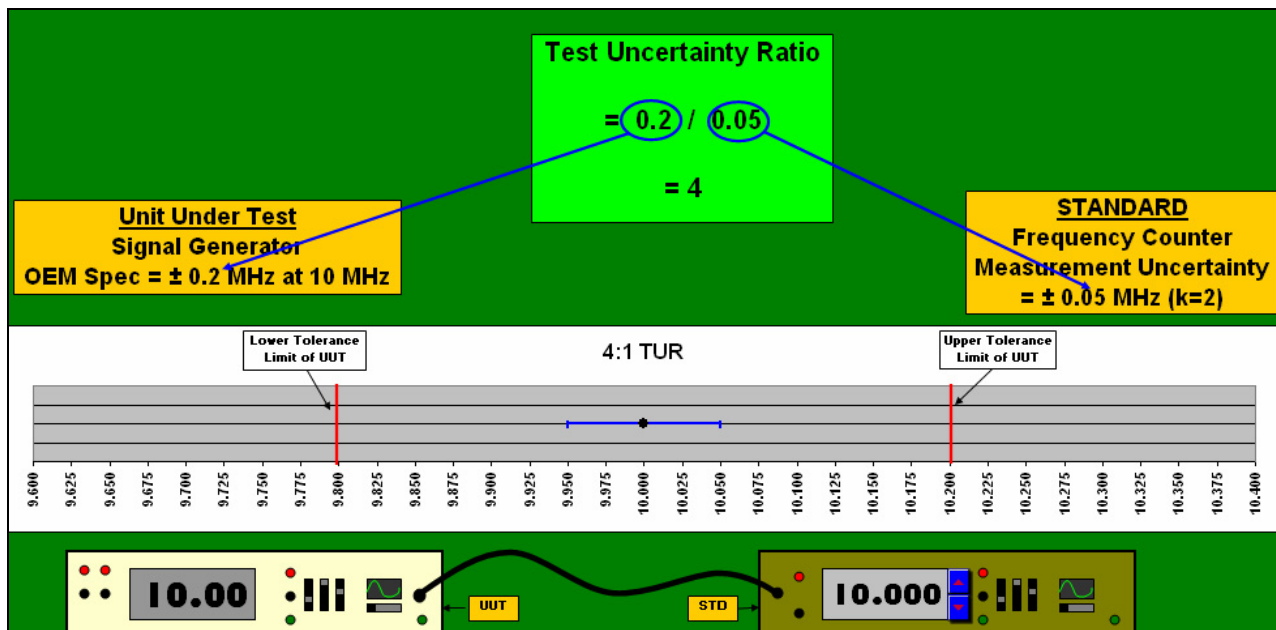 Test Uncertainty Ratio
= 0.2 / 0.05
= 4
Unit Under Test
Signal Generator
OEM Spec = ± 0.2 MHz at 10 MHz
STANDARD
Frequency Counter
Measurement Uncertainty
= ± 0.05 MHz (k=2)
Lower Tolerance
Limit of UUT
4:1 TUR
Upper Tolerance
Limit of UUT
9.600
9.625
9.650
9.675
9.700
9.725
9.750
9.775
9.800
9.825
9.850
9.875
9.900
9.925
9.950
9.975
10.000
10.025
10.050
10.075
10.100
10.125
10.150
10.175
10.200
10.225
10.250
10.275
10.300
10.325
10.350
10.375
10.400
10.00
UUT
STD
10.000